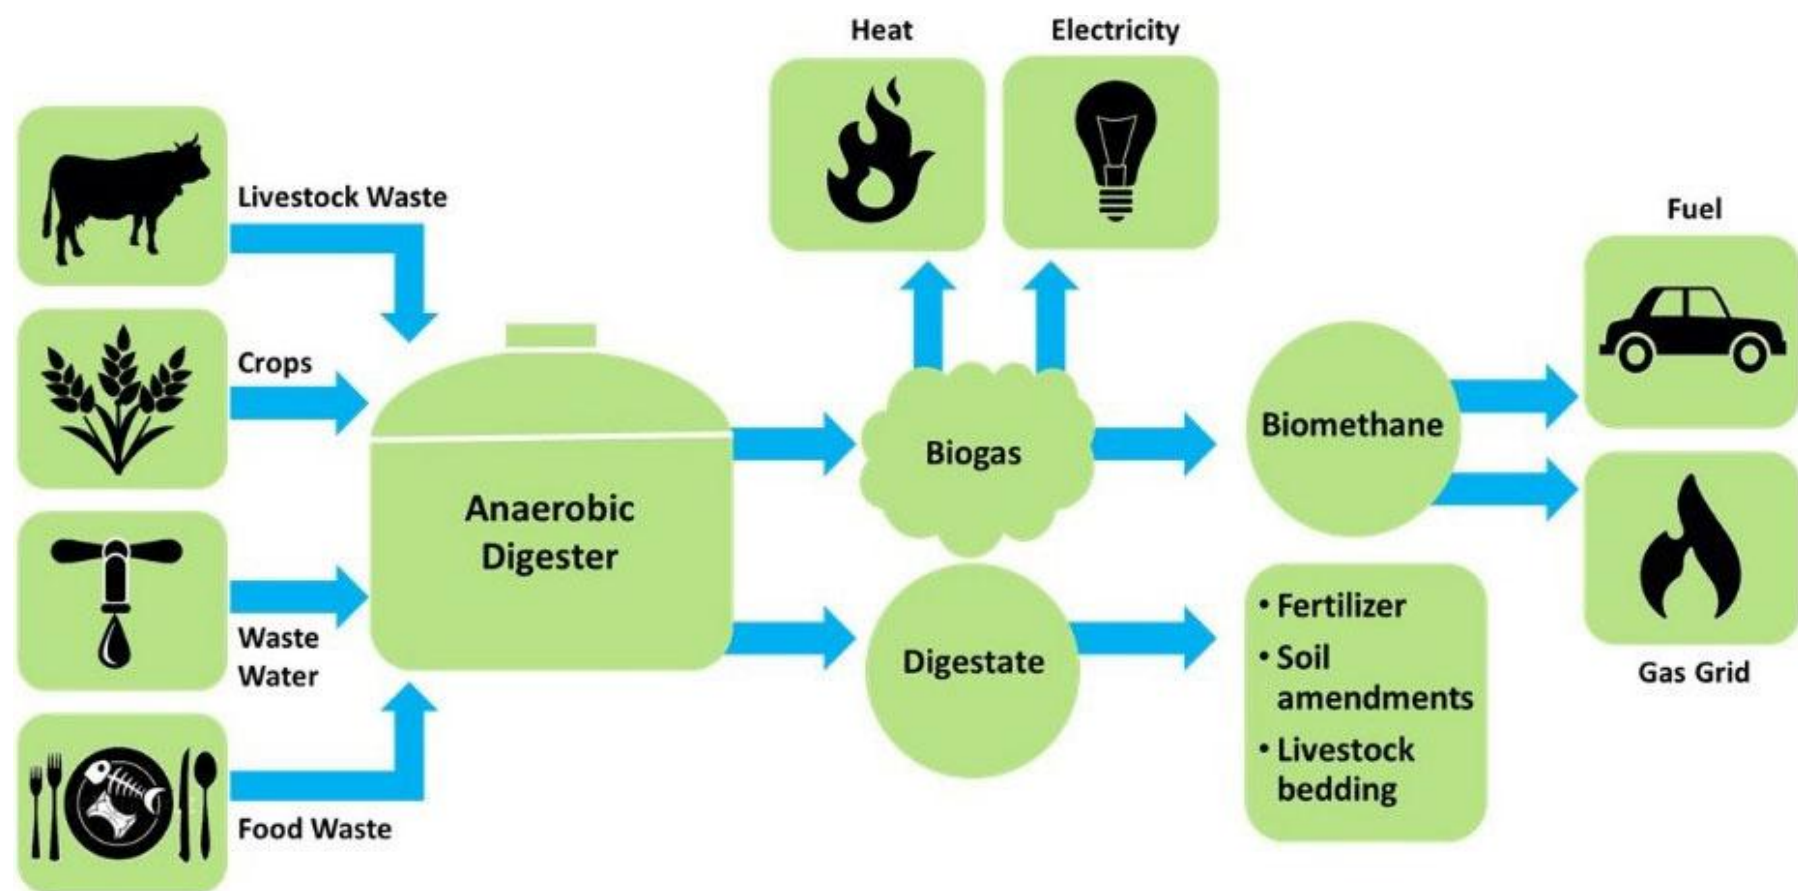 Heat
Electricity
Livestock Waste
Fuel
Crops
Biomethane
Biogas
Anaerobic
Digester
Waste
Water
• Fertilizer
• Soil
amendments
• Livestock
bedding
Digestate
Gas Grid
Food Waste